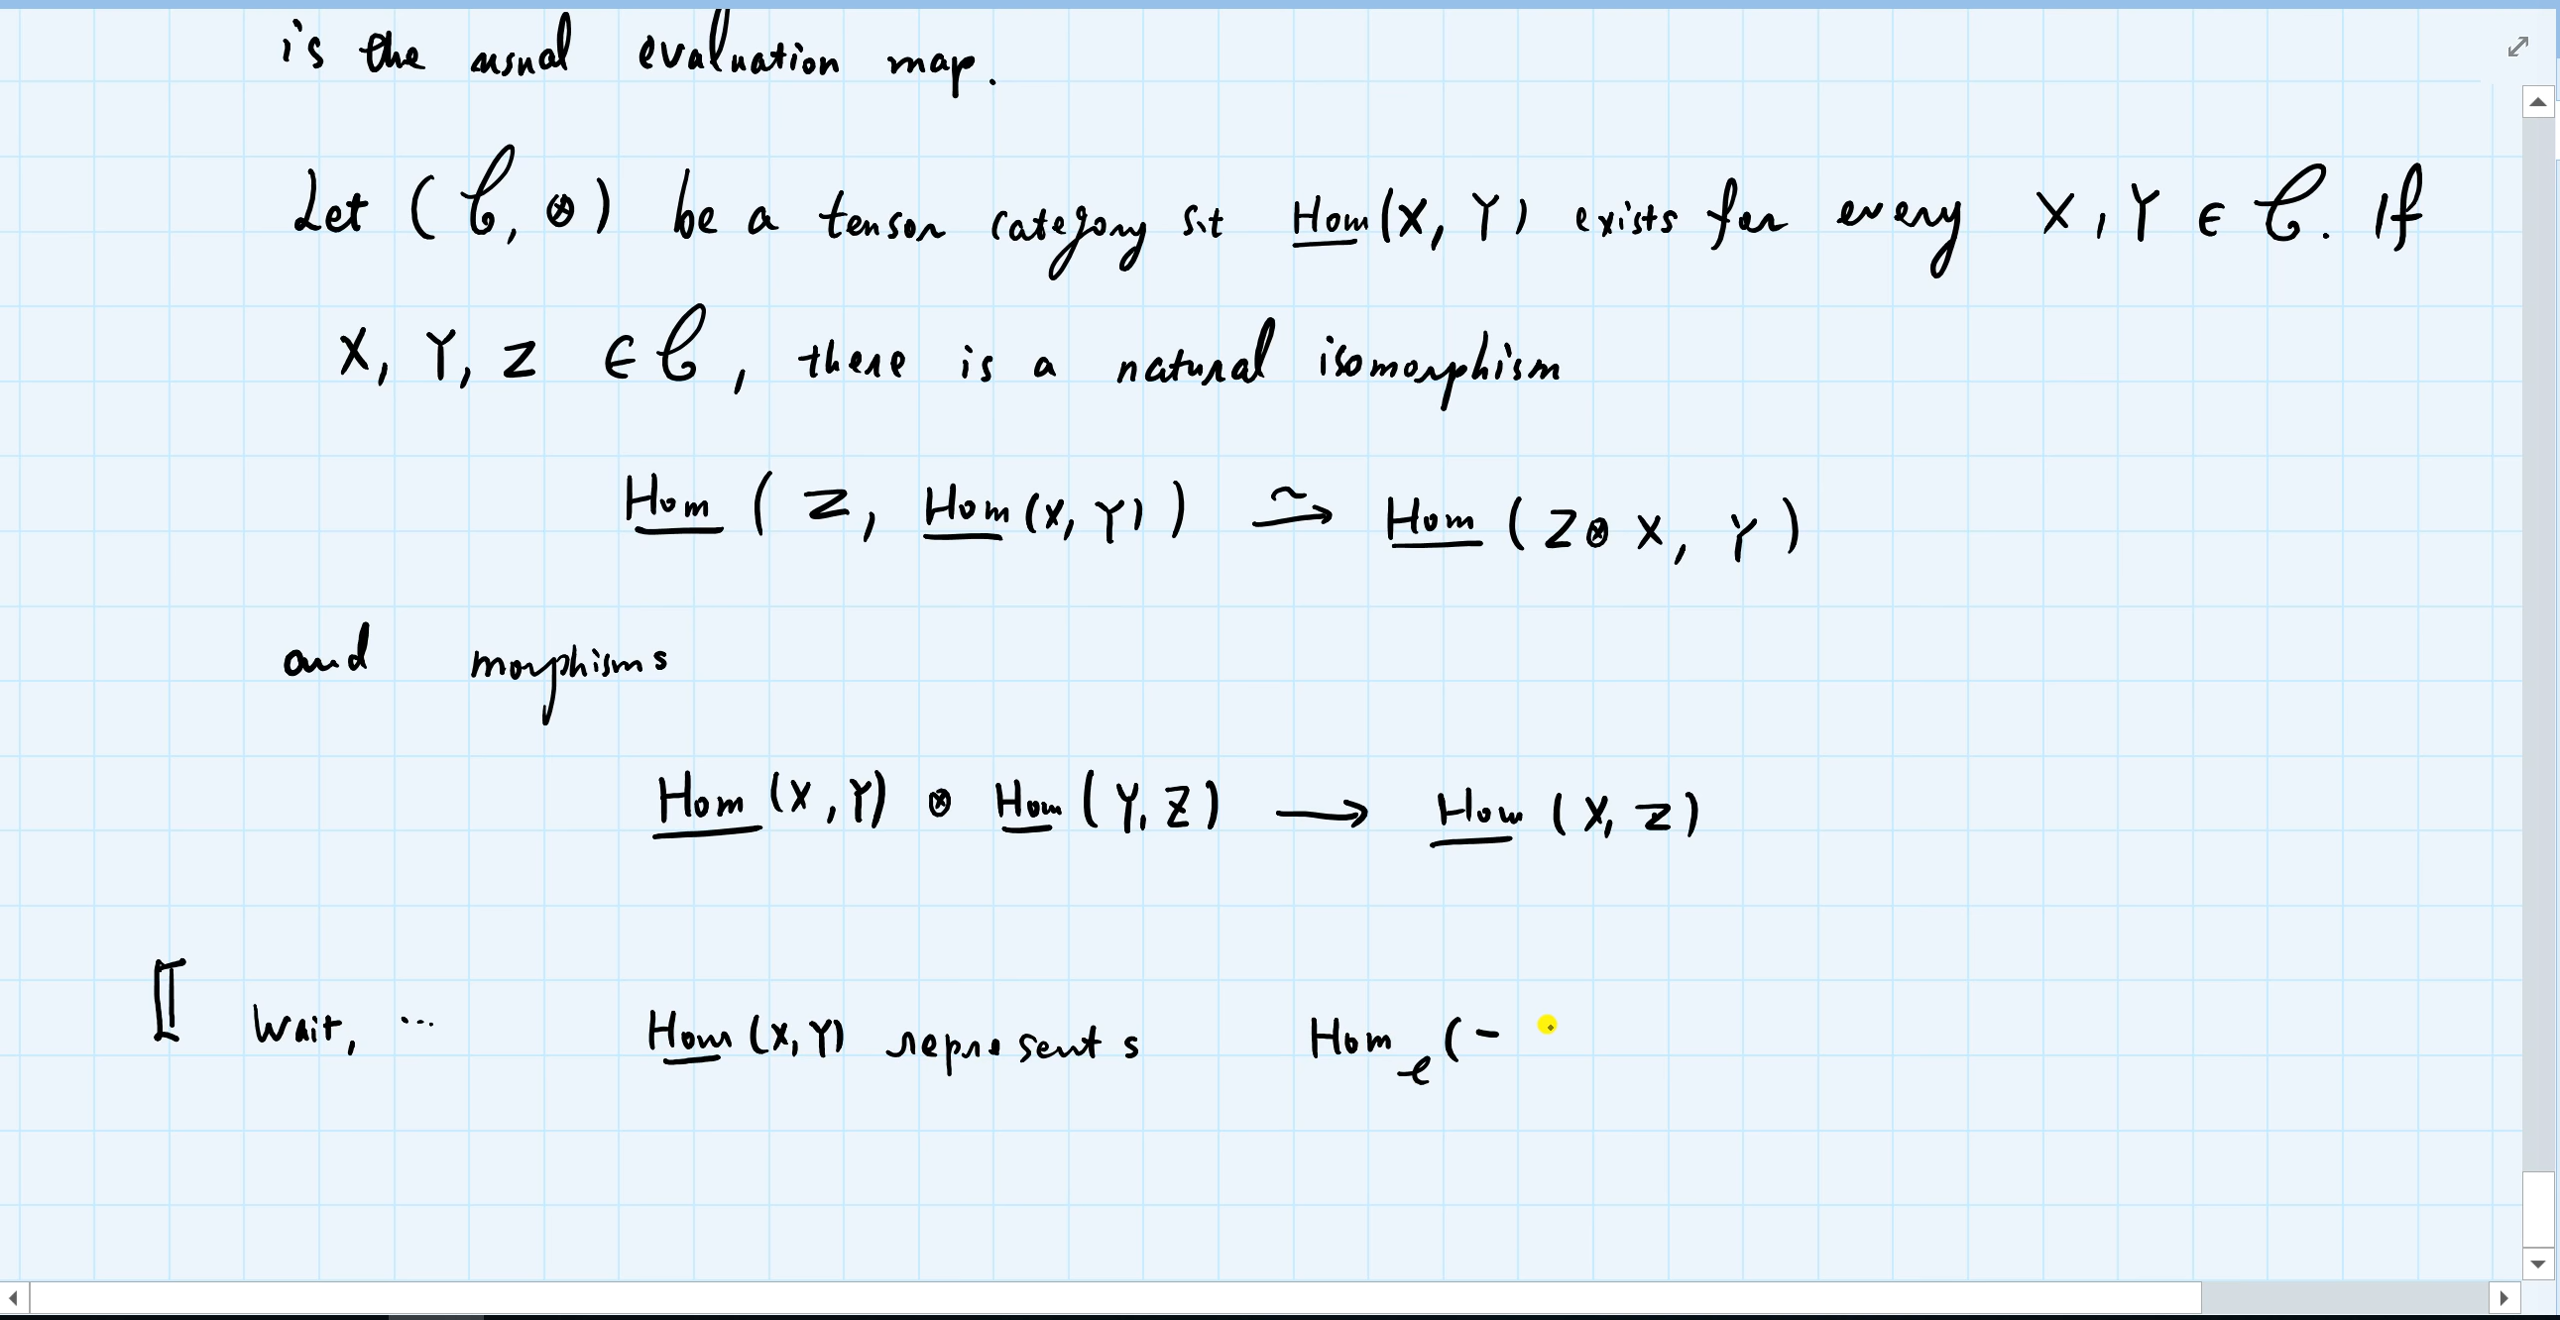 is the usual evaluation map.
Let (𝒞, ⊗) be a tensor category s.t Hom(X, Y) exists for every X, Y ∈ 𝒞. If
X, Y, Z ∈ 𝒞, there is a natural isomorphism
Hom (Z, Hom(X, Y)) ⥲ Hom (Z⊗X, Y)
and morphisms
Hom (X, Y) ⊗ Hom (Y, Z) ⟶ Hom (X, Z)
⟦ Wait, ... Hom (X, Y) represents Hom_𝒞 (-